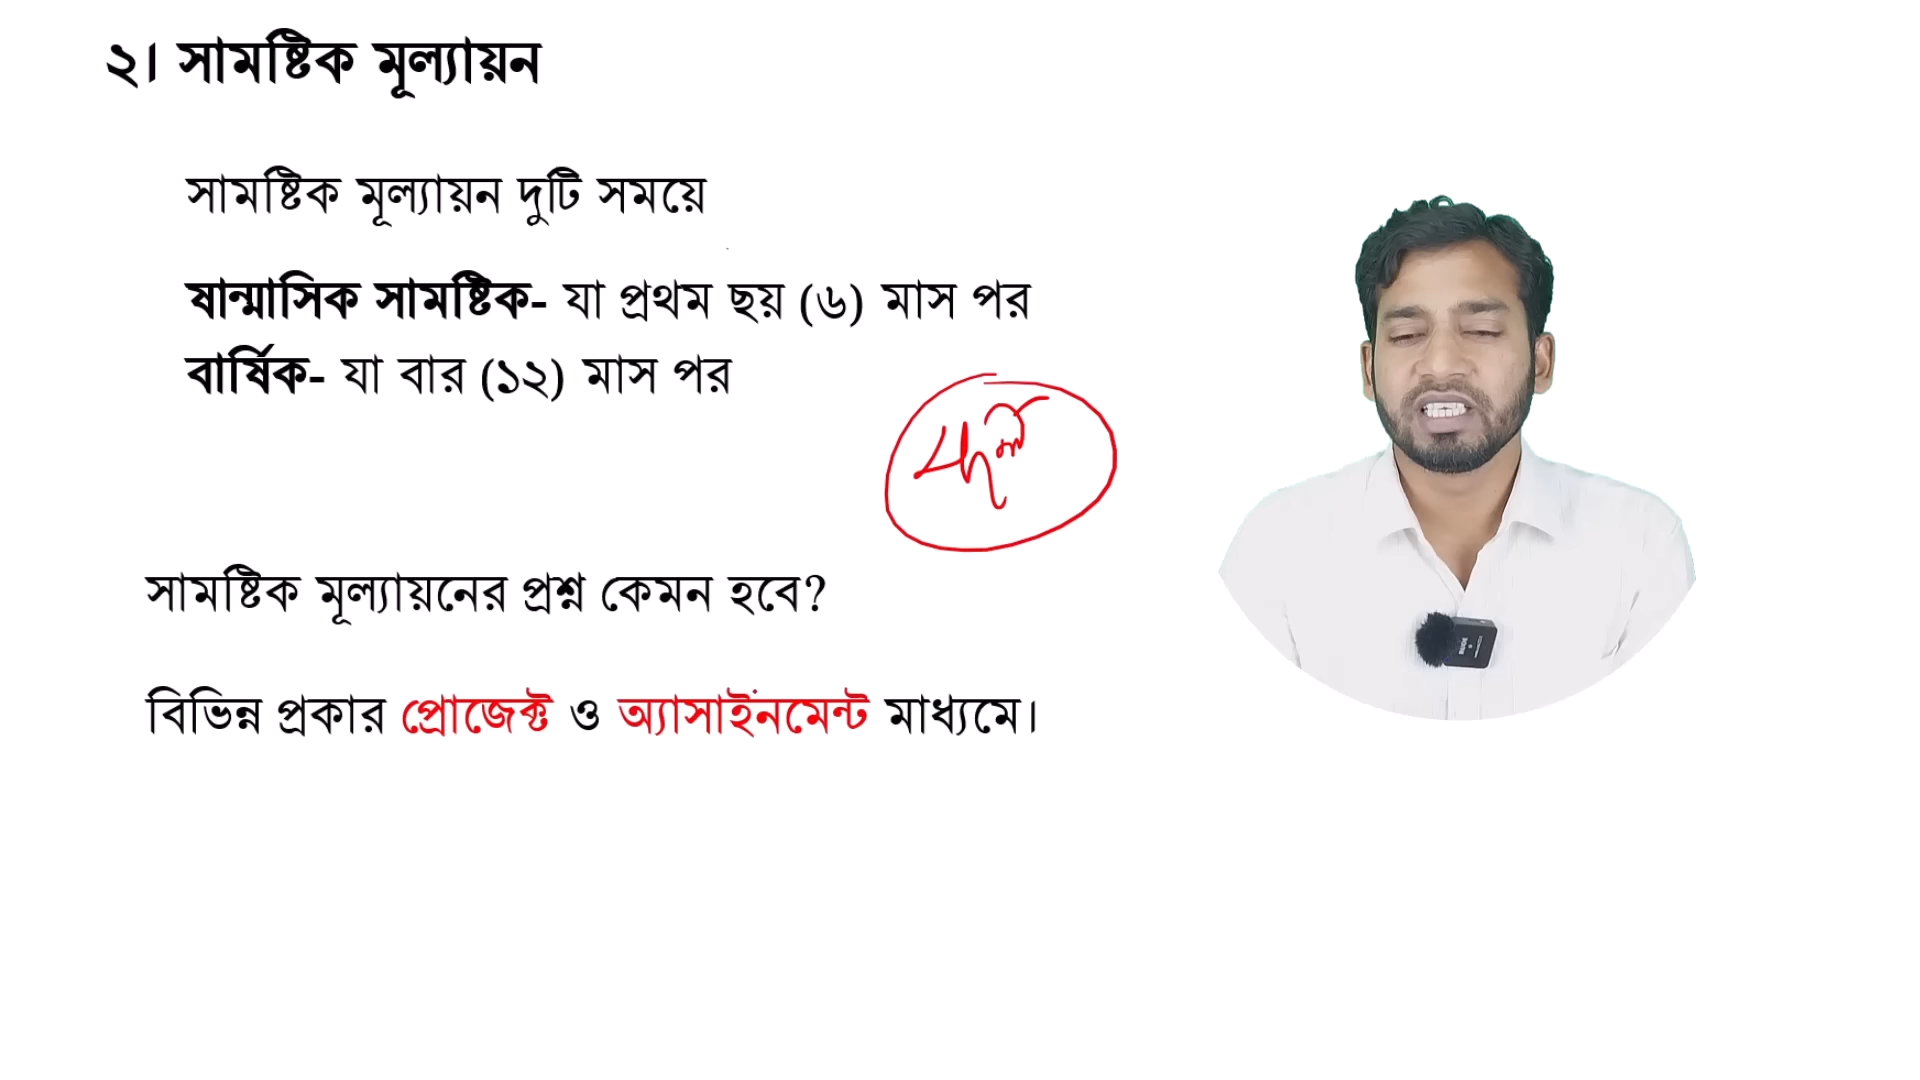 ২। সামষ্টিক মূল্যায়ন
সামষ্টিক মূল্যায়ন দুটি সময়ে
ষান্মাসিক সামষ্টিক- যা প্রথম ছয় (৬) মাস পর
বার্ষিক- যা বার (১২) মাস পর
সামষ্টিক মূল্যায়নের প্রশ্ন কেমন হবে?
বিভিন্ন প্রকার প্রোজেক্ট ও অ্যাসাইনমেন্ট মাধ্যমে।